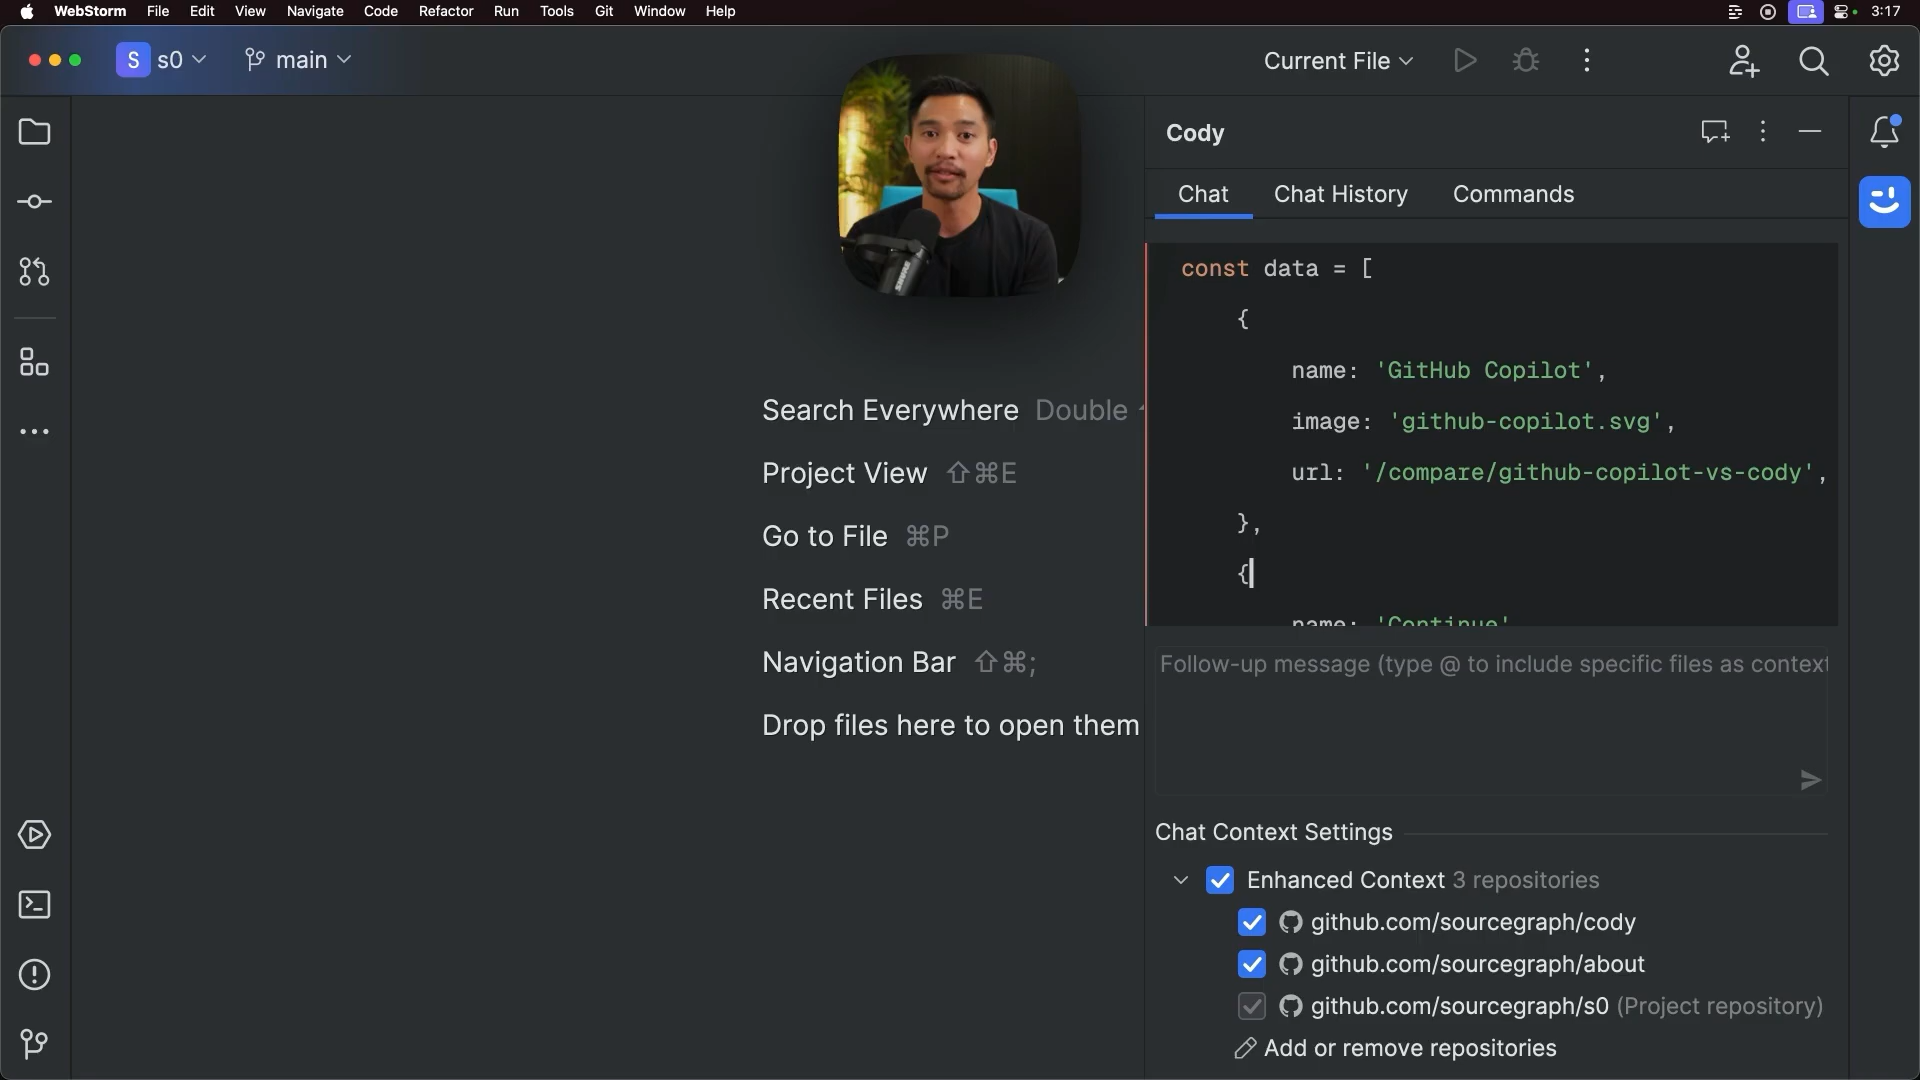 WebStorm File Edit View Navigate Code Refactor Run Tools Git Window Help 3:17
S s0 main Current File
Cody
Chat Chat History Commands
const data = [
{
name: 'GitHub Copilot',
image: 'github-copilot.svg',
url: '/compare/github-copilot-vs-cody',
},
{
name: 'Continue'
Search Everywhere Double
Project View ⇧⌘E
Go to File ⌘P
Recent Files ⌘E
Navigation Bar ⇧⌘;
Drop files here to open them
Follow-up message (type @ to include specific files as context
Chat Context Settings
Enhanced Context 3 repositories
github.com/sourcegraph/cody
github.com/sourcegraph/about
github.com/sourcegraph/s0 (Project repository)
Add or remove repositories